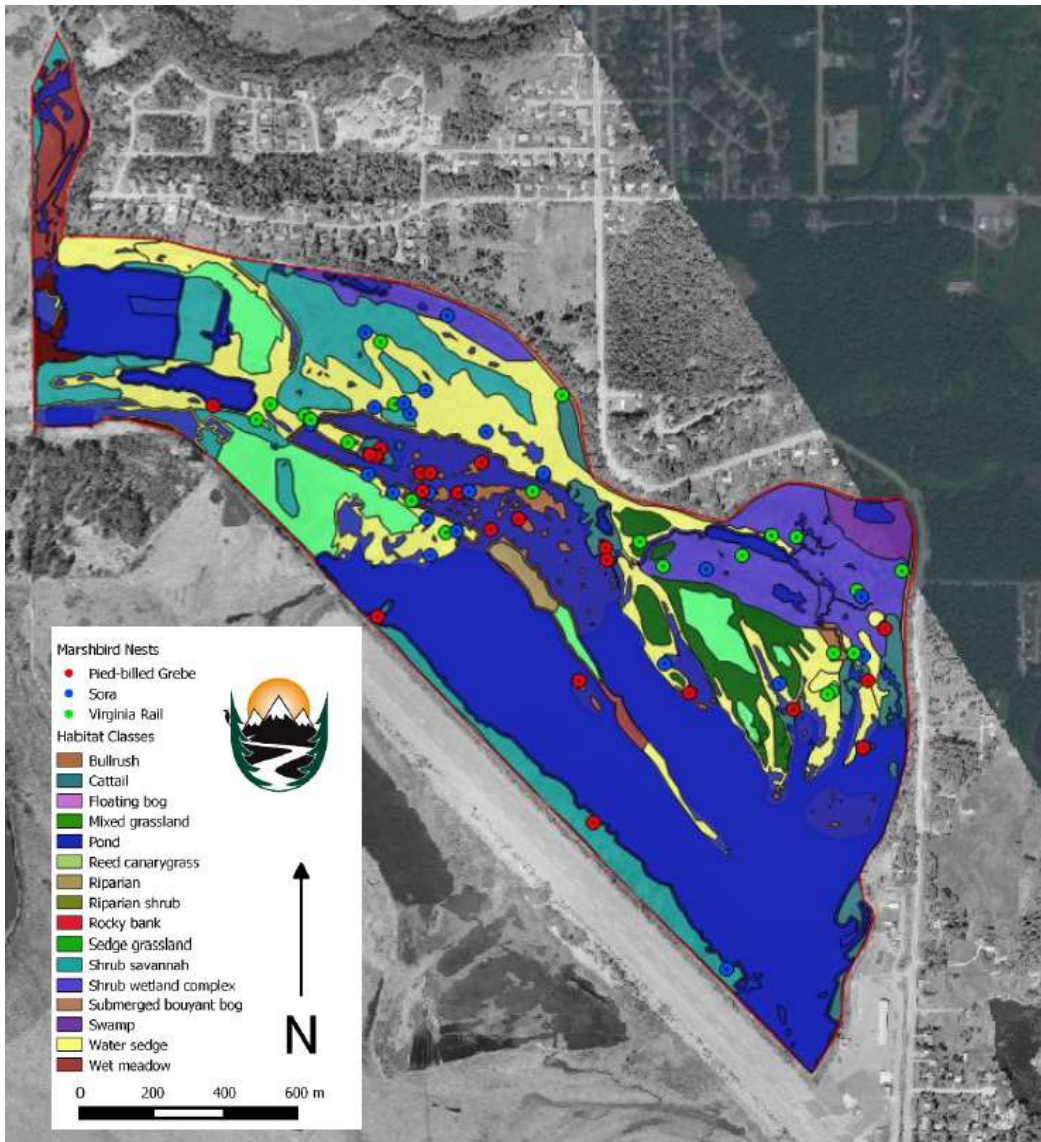 Marshbird Nests
Pied-billed Grebe
Sora
Virginia Rail
Habitat Classes
Bullrush
Cattail
Floating bog
Mixed grassland
Pond
Reed canarygrass
Riparian
Riparian shrub
Rocky bank
Sedge grassland
Shrub savannah
Shrub wetland complex
Submerged bouyant bog
Swamp
Water sedge
Wet meadow
N
0 200 400 600 m